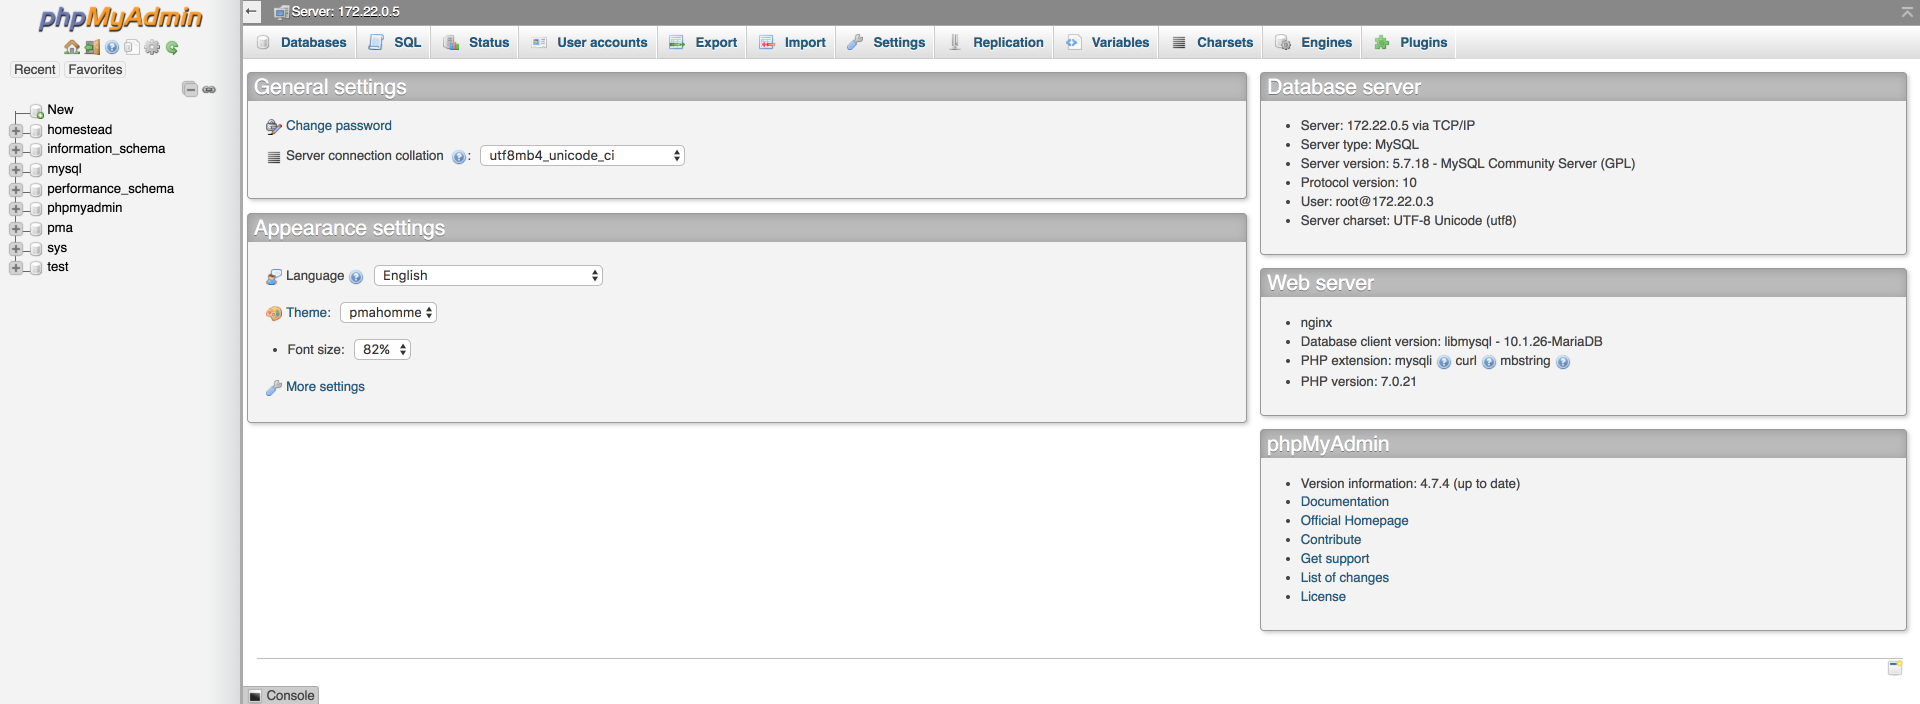 phpMyAdmin
Recent Favorites
New
homestead
information_schema
mysql
performance_schema
phpmyadmin
pma
sys
test
Server: 172.22.0.5
Databases SQL Status User accounts Export Import Settings Replication Variables Charsets Engines Plugins
General settings
Change password
Server connection collation : utf8mb4_unicode_ci
Appearance settings
Language English
Theme: pmahomme
• Font size: 82%
More settings
Database server
• Server: 172.22.0.5 via TCP/IP
• Server type: MySQL
• Server version: 5.7.18 - MySQL Community Server (GPL)
• Protocol version: 10
• User: root@172.22.0.3
• Server charset: UTF-8 Unicode (utf8)
Web server
• nginx
• Database client version: libmysql - 10.1.26-MariaDB
• PHP extension: mysqli curl mbstring
• PHP version: 7.0.21
phpMyAdmin
• Version information: 4.7.4 (up to date)
• Documentation
• Official Homepage
• Contribute
• Get support
• List of changes
• License
Console